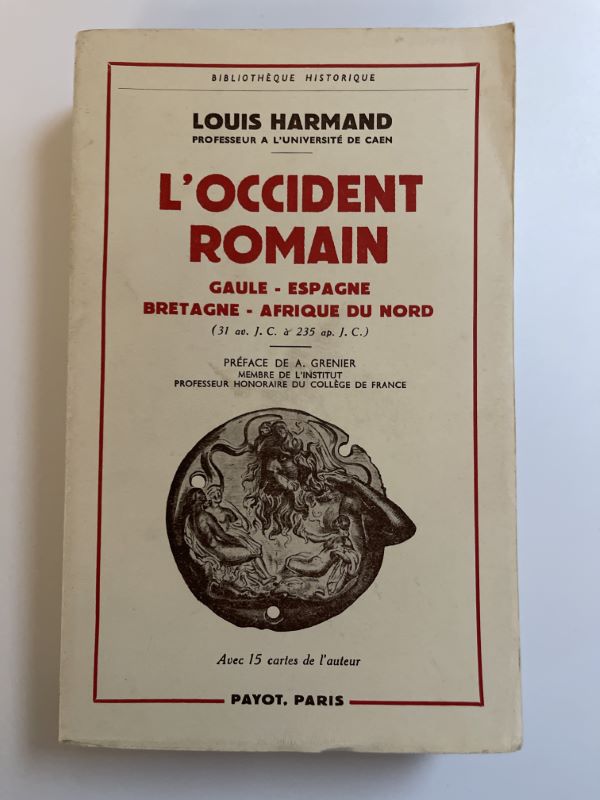 BIBLIOTHÈQUE HISTORIQUE
LOUIS HARMAND
PROFESSEUR A L'UNIVERSITÉ DE CAEN
L'OCCIDENT
ROMAIN
GAULE - ESPAGNE
BRETAGNE - AFRIQUE DU NORD
(31 av. J. C. à 235 ap. J. C.)
PRÉFACE DE A. GRENIER
MEMBRE DE L'INSTITUT
PROFESSEUR HONORAIRE DU COLLÈGE DE FRANCE
Avec 15 cartes de l'auteur
PAYOT, PARIS